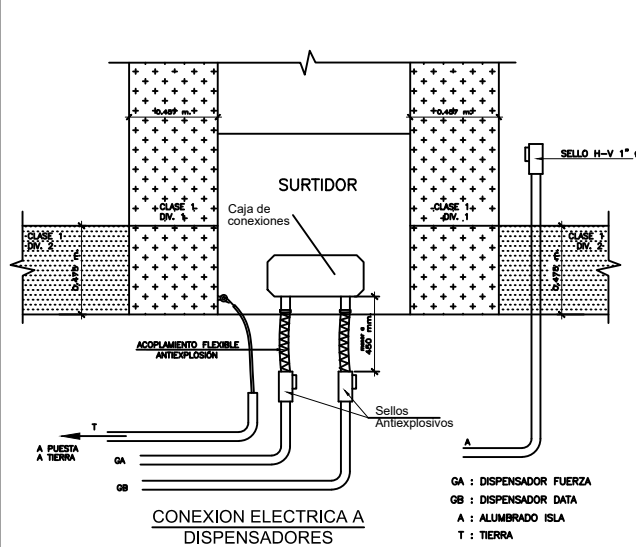 0.457 m.
0.457 m.
SELLO H-V 1"
SURTIDOR
CLASE 1
DIV. 1
CLASE 1
DIV. 1
Caja de
conexiones
CLASE 1
DIV. 2
CLASE 1
DIV. 2
0.475 m.
0.475 m.
450 mm.
ACOPLAMIENTO FLEXIBLE
ANTIEXPLOSIÓN
Sellos
Antiexplosivos
T
A PUESTA
A TIERRA
GA
GB
A
GA : DISPENSADOR FUERZA
GB : DISPENSADOR DATA
A : ALUMBRADO ISLA
T : TIERRA
CONEXION ELECTRICA A
DISPENSADORES